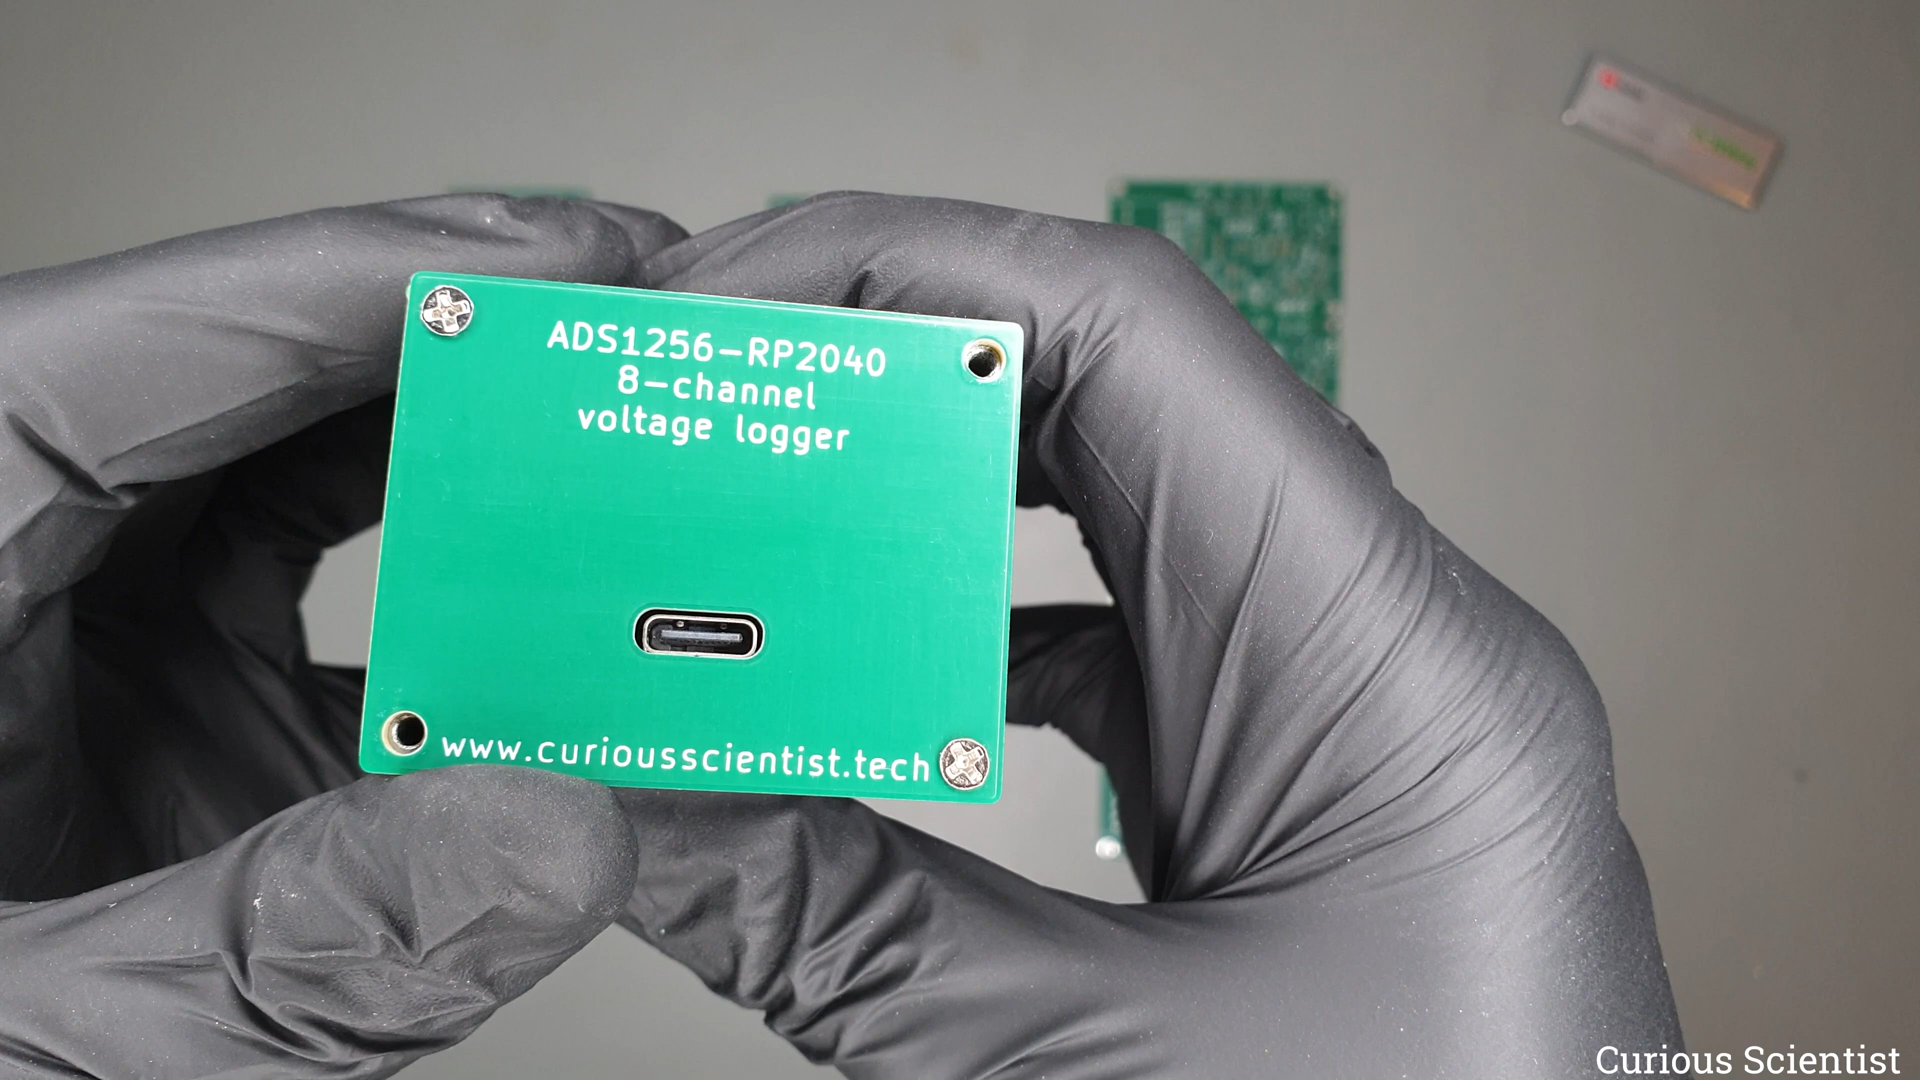 ADS1256-RP2040
8-channel
voltage logger
www.curiousscientist.tech
Curious Scientist